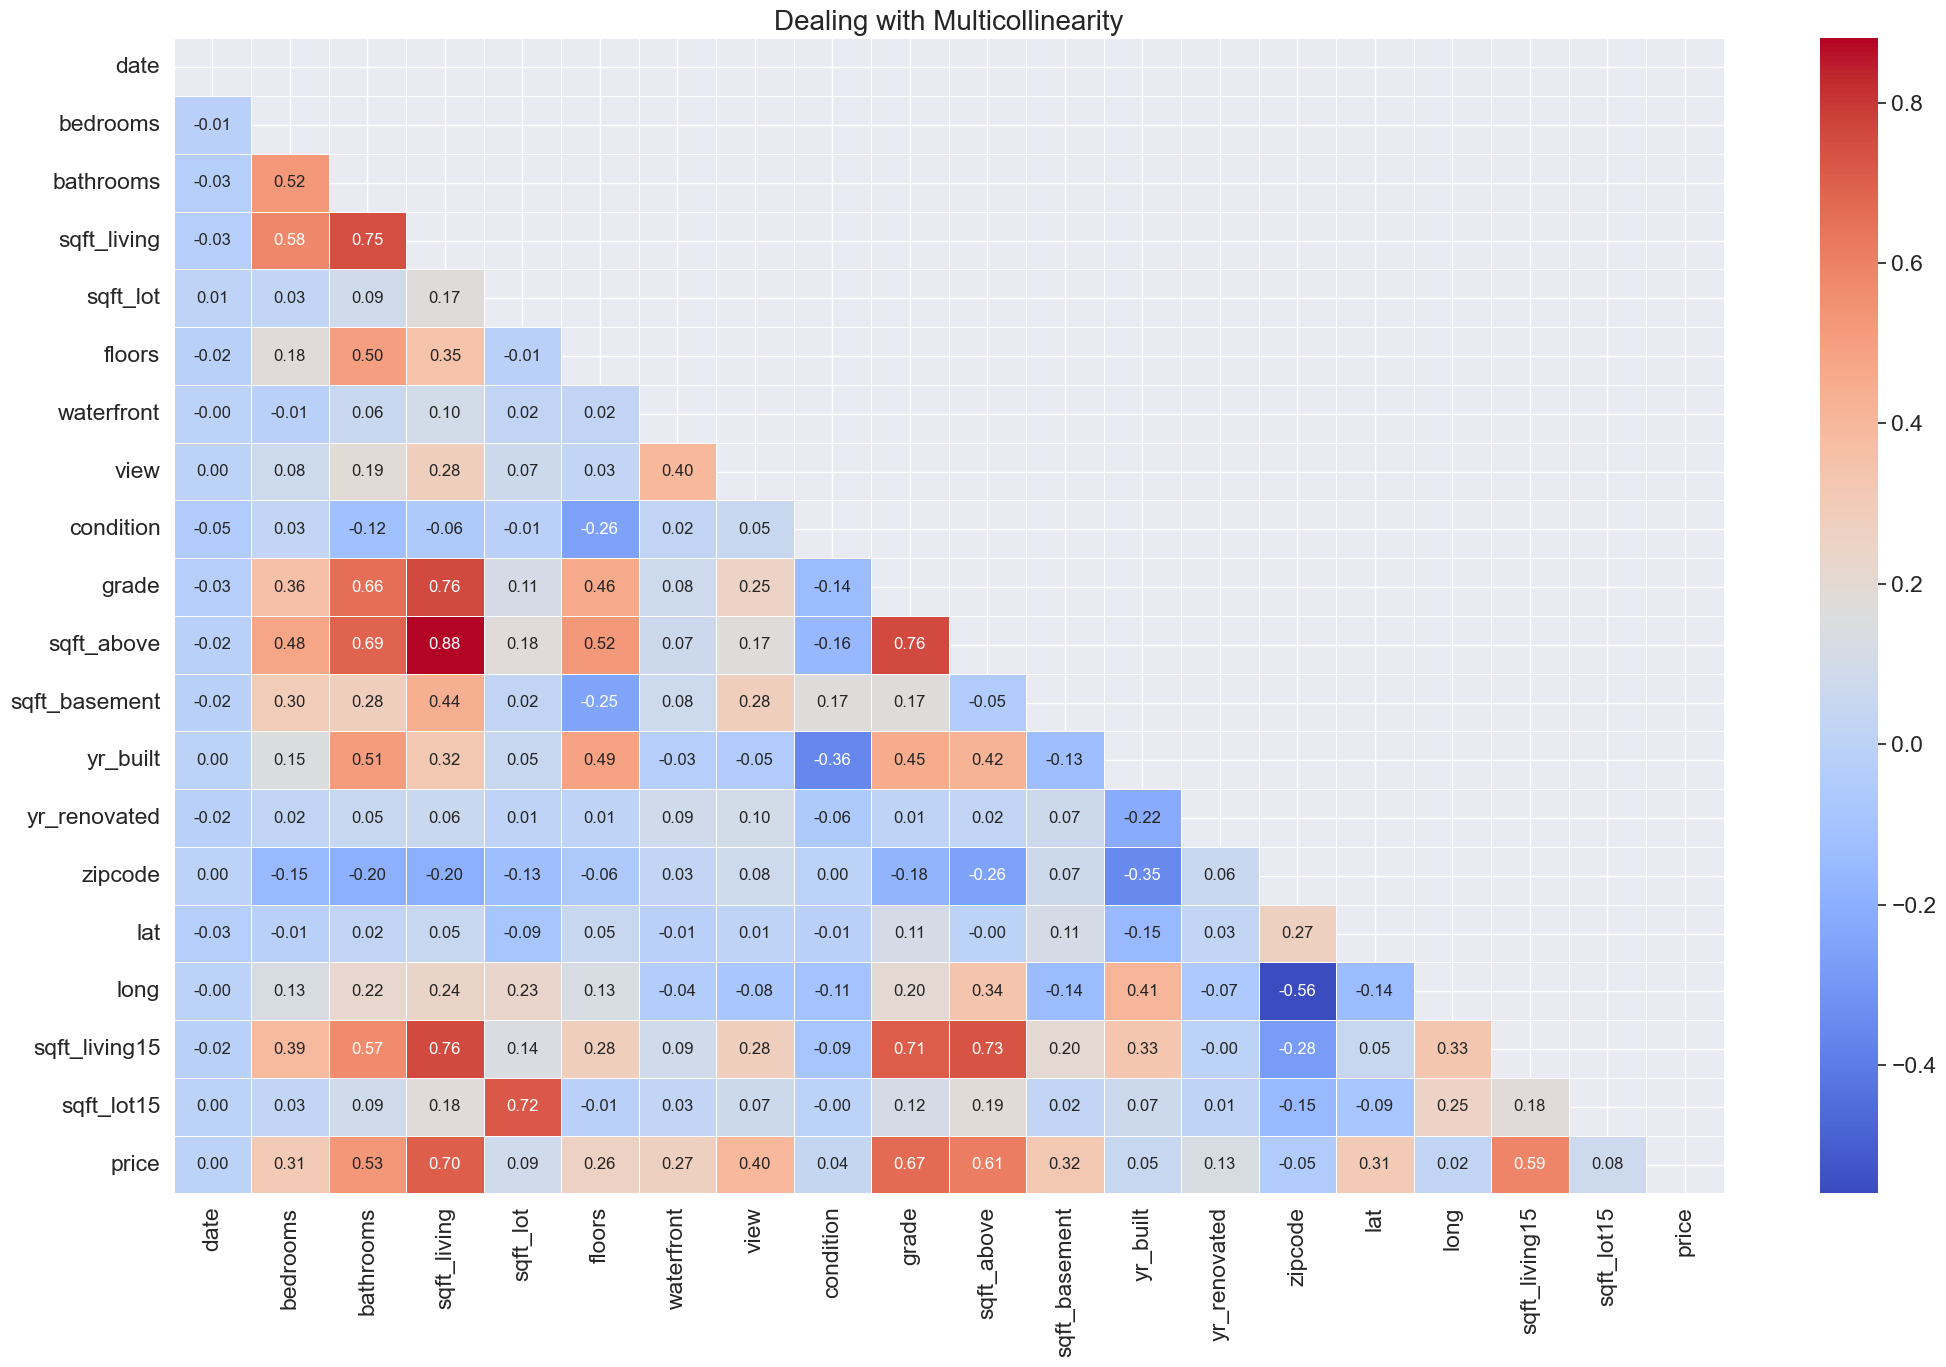 Dealing with Multicollinearity
date
bedrooms -0.01
bathrooms -0.03 0.52
sqft_living -0.03 0.58 0.75
sqft_lot 0.01 0.03 0.09 0.17
floors -0.02 0.18 0.50 0.35 -0.01
waterfront -0.00 -0.01 0.06 0.10 0.02 0.02
view 0.00 0.08 0.19 0.28 0.07 0.03 0.40
condition -0.05 0.03 -0.12 -0.06 -0.01 -0.26 0.02 0.05
grade -0.03 0.36 0.66 0.76 0.11 0.46 0.08 0.25 -0.14
sqft_above -0.02 0.48 0.69 0.88 0.18 0.52 0.07 0.17 -0.16 0.76
sqft_basement -0.02 0.30 0.28 0.44 0.02 -0.25 0.08 0.28 0.17 0.17 -0.05
yr_built 0.00 0.15 0.51 0.32 0.05 0.49 -0.03 -0.05 -0.36 0.45 0.42 -0.13
yr_renovated -0.02 0.02 0.05 0.06 0.01 0.01 0.09 0.10 -0.06 0.01 0.02 0.07 -0.22
zipcode 0.00 -0.15 -0.20 -0.20 -0.13 -0.06 0.03 0.08 0.00 -0.18 -0.26 0.07 -0.35 0.06
lat -0.03 -0.01 0.02 0.05 -0.09 0.05 -0.01 0.01 -0.01 0.11 -0.00 0.11 -0.15 0.03 0.27
long -0.00 0.13 0.22 0.24 0.23 0.13 -0.04 -0.08 -0.11 0.20 0.34 -0.14 0.41 -0.07 -0.56 -0.14
sqft_living15 -0.02 0.39 0.57 0.76 0.14 0.28 0.09 0.28 -0.09 0.71 0.73 0.20 0.33 -0.00 -0.28 0.05 0.33
sqft_lot15 0.00 0.03 0.09 0.18 0.72 -0.01 0.03 0.07 -0.00 0.12 0.19 0.02 0.07 0.01 -0.15 -0.09 0.25 0.18
price 0.00 0.31 0.53 0.70 0.09 0.26 0.27 0.40 0.04 0.67 0.61 0.32 0.05 0.13 -0.05 0.31 0.02 0.59 0.08
date bedrooms bathrooms sqft_living sqft_lot floors waterfront view condition grade sqft_above sqft_basement yr_built yr_renovated zipcode lat long sqft_living15 sqft_lot15 price
0.8
0.6
0.4
0.2
0.0
−0.2
−0.4